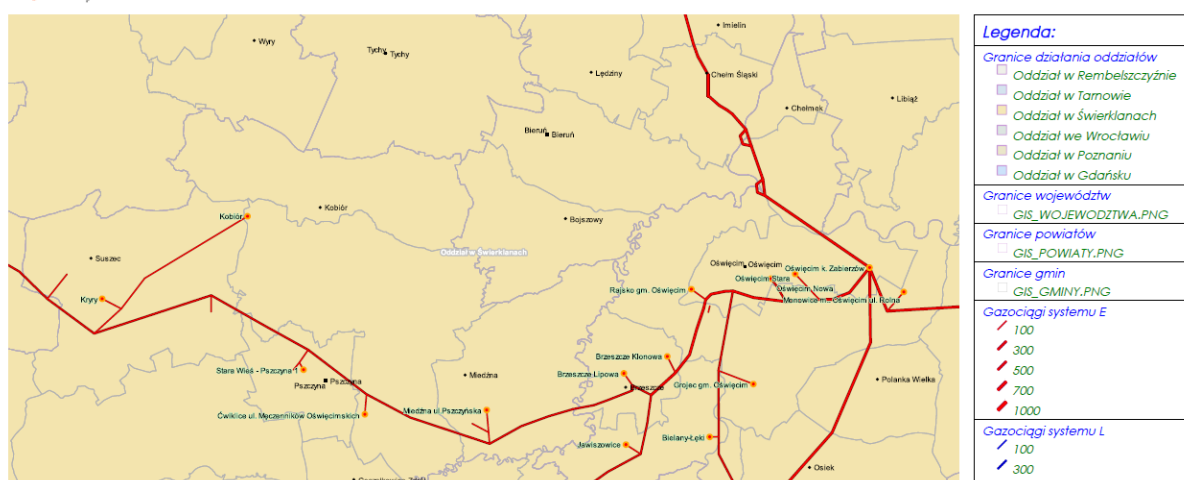 Imielin
Wyry
Tychy
Tychy
Lędziny
Chełm Śląski
Chełmek
Libiąż
Bieruń
Bieruń
Kobiór
Kobiór
Bojszowy
Suszec
Oddział w Świerklanach
Kryry
Oświęcim
Oświęcim
Oświęcim k. Zaberzów
Oświęcim Stara
Rajsko gm. Oświęcim
Oświęcim Nowa
Oświęcim ul. Rolna
Brzeszcze Klonowa
Stara Wieś - Pszczyna 1
Pszczyna
Pszczyna
Miedźna
Brzeszcze Lipowa
Brzeszcze
Grojec gm. Oświęcim
Polanka Wielka
Ćwiklice ul. Męczenników Oświęcimskich
Miedźna ul Pszczyńska
Jawiszowice
Bielany-Łęki
Osiek
Legenda:
Granice działania oddziałów
Oddział w Rembelszczyźnie
Oddział w Tarnowie
Oddział w Świerklanach
Oddział we Wrocławiu
Oddział w Poznaniu
Oddział w Gdańsku
Granice województw
GIS_WOJEWODZTWA.PNG
Granice powiatów
GIS_POWIATY.PNG
Granice gmin
GIS_GMINY.PNG
Gazociągi systemu E
100
300
500
700
1000
Gazociągi systemu L
100
300